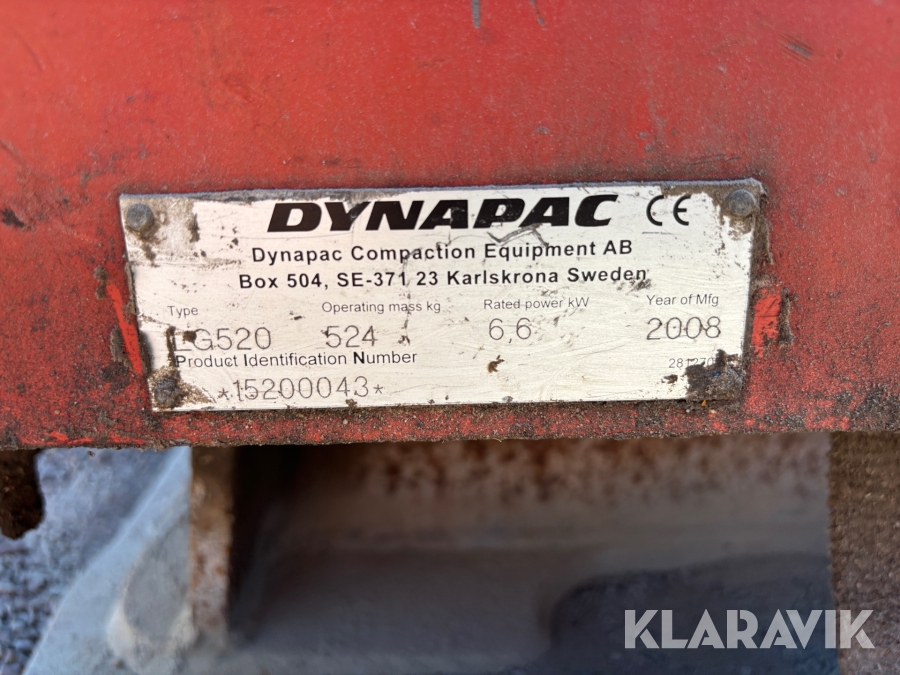 DYNAPAC CE
Dynapac Compaction Equipment AB
Box 504, SE-371 23 Karlskrona Sweden
Type Operating mass kg Rated power kW Year of Mfg
LG520 524 6,6 2008
Product Identification Number
*15200043*
KLARAVIK